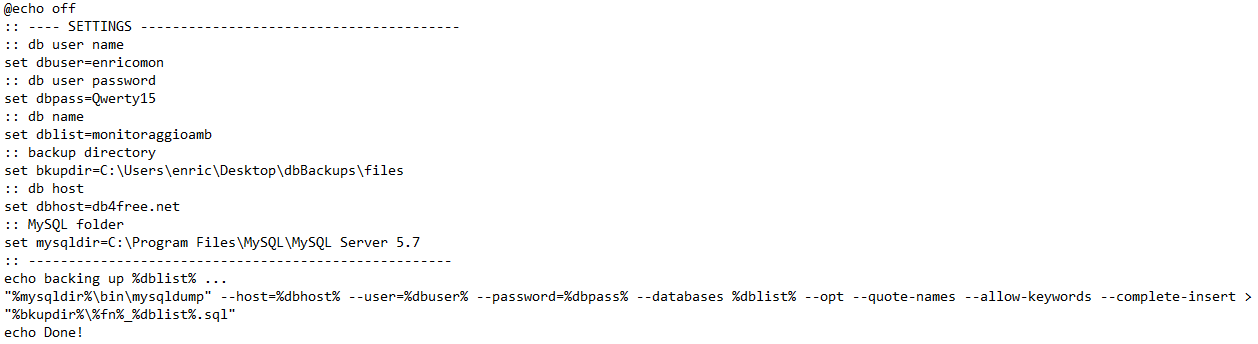 @echo off
:: ---- SETTINGS ----------------------------------------
:: db user name
set dbuser=enricomon
:: db user password
set dbpass=Qwerty15
:: db name
set dblist=monitoraggioamb
:: backup directory
set bkupdir=C:\Users\enric\Desktop\dbBackups\files
:: db host
set dbhost=db4free.net
:: MySQL folder
set mysqldir=C:\Program Files\MySQL\MySQL Server 5.7
:: -----------------------------------------------------
echo backing up %dblist% ...
"%mysqldir%\bin\mysqldump" --host=%dbhost% --user=%dbuser% --password=%dbpass% --databases %dblist% --opt --quote-names --allow-keywords --complete-insert >
"%bkupdir%\%fn%_%dblist%.sql"
echo Done!